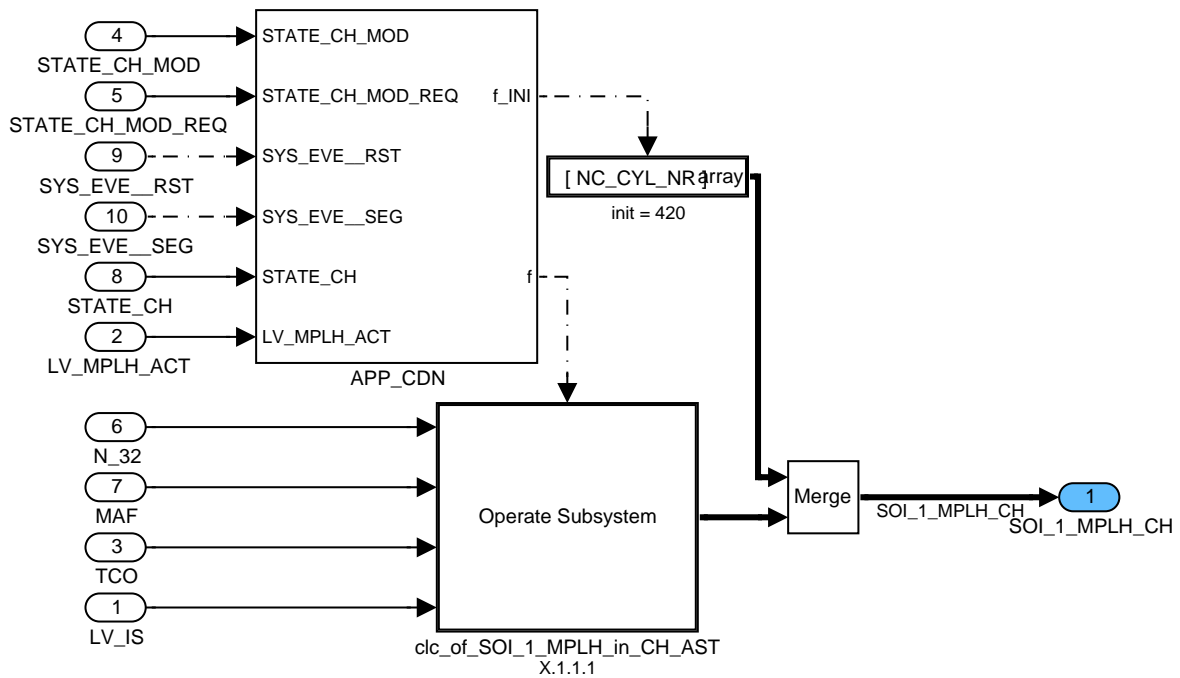 4
STATE_CH_MOD
5
STATE_CH_MOD_REQ
9
SYS_EVE__RST
10
SYS_EVE__SEG
8
STATE_CH
2
LV_MPLH_ACT
STATE_CH_MOD
STATE_CH_MOD_REQ
f_INI
SYS_EVE__RST
SYS_EVE__SEG
STATE_CH
f
LV_MPLH_ACT
APP_CDN
[ NC_CYL_NR ]
array
init = 420
6
N_32
7
MAF
3
TCO
1
LV_IS
Operate Subsystem
clc_of_SOI_1_MPLH_in_CH_AST
X.1.1.1
Merge
SOI_1_MPLH_CH
1
SOI_1_MPLH_CH